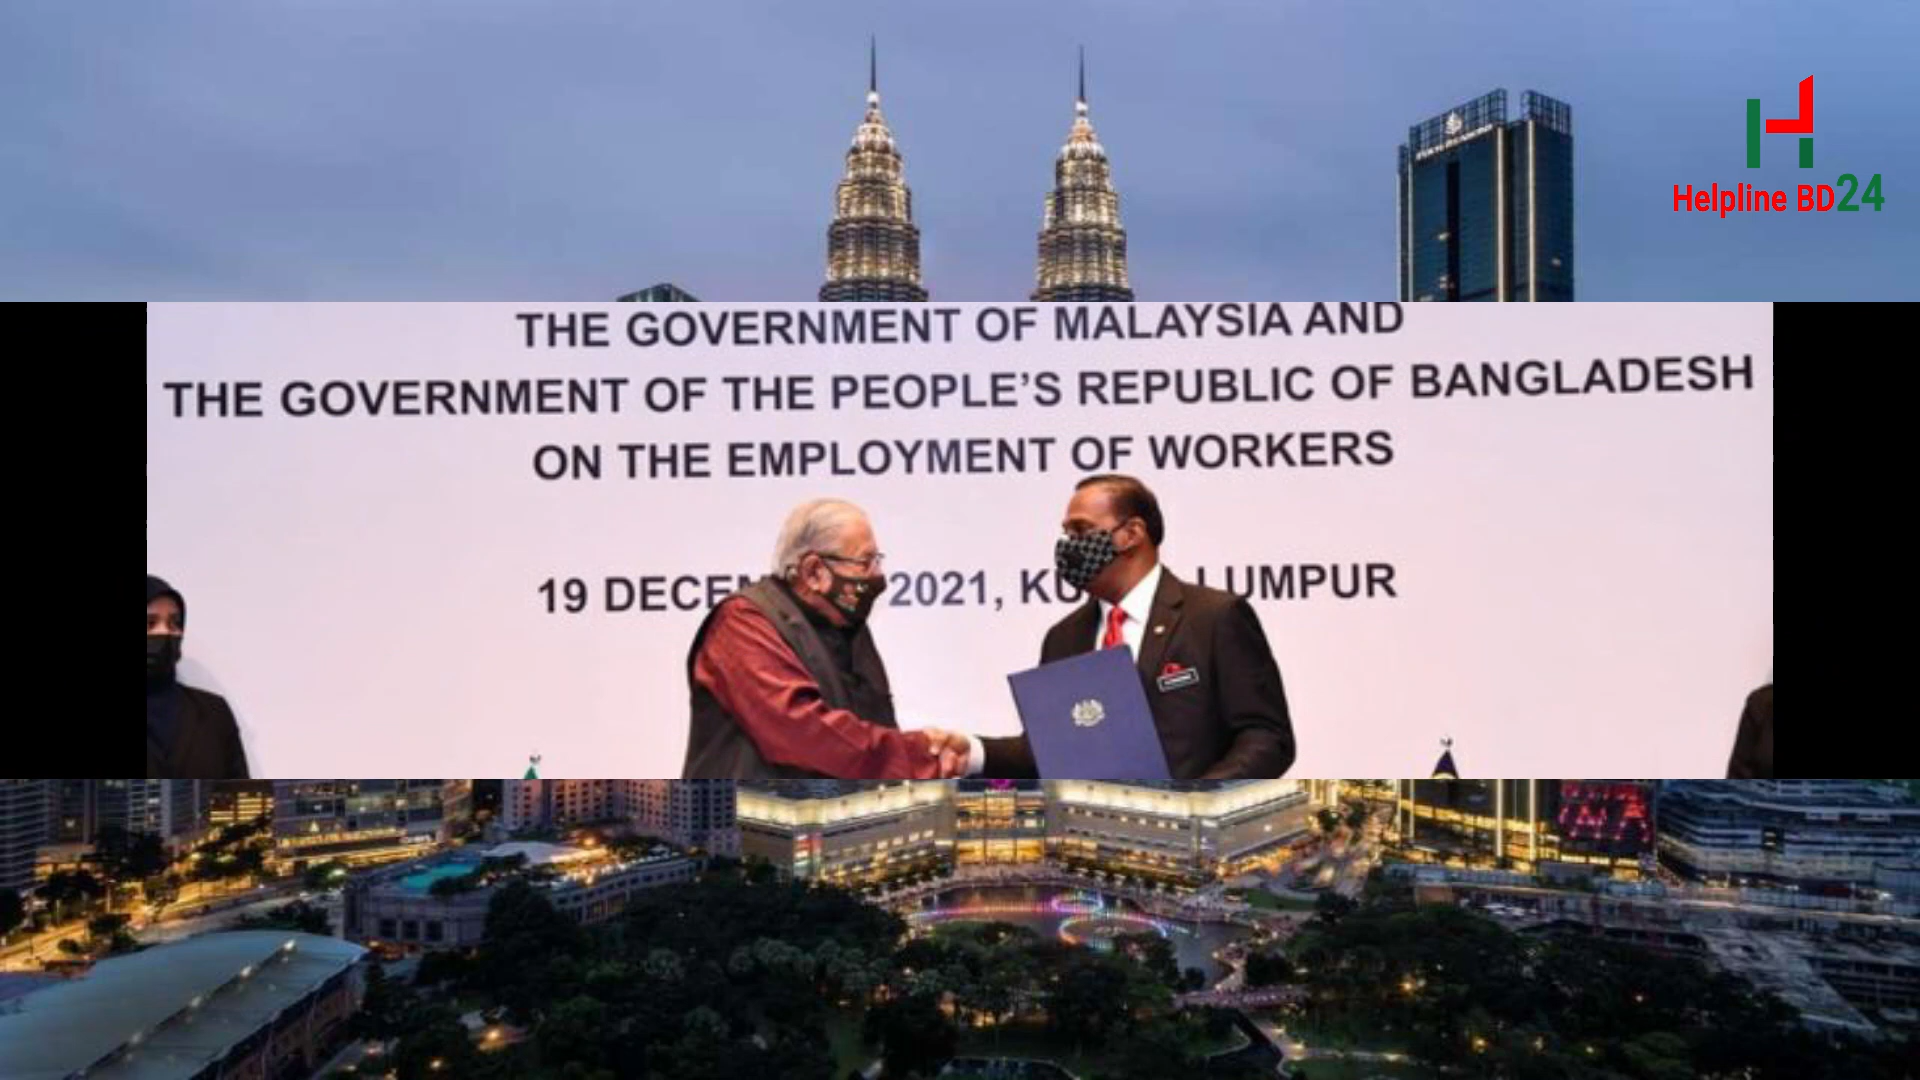 Helpline BD24
THE GOVERNMENT OF MALAYSIA AND
THE GOVERNMENT OF THE PEOPLE'S REPUBLIC OF BANGLADESH
ON THE EMPLOYMENT OF WORKERS
19 DECEM 2021, KU LUMPUR